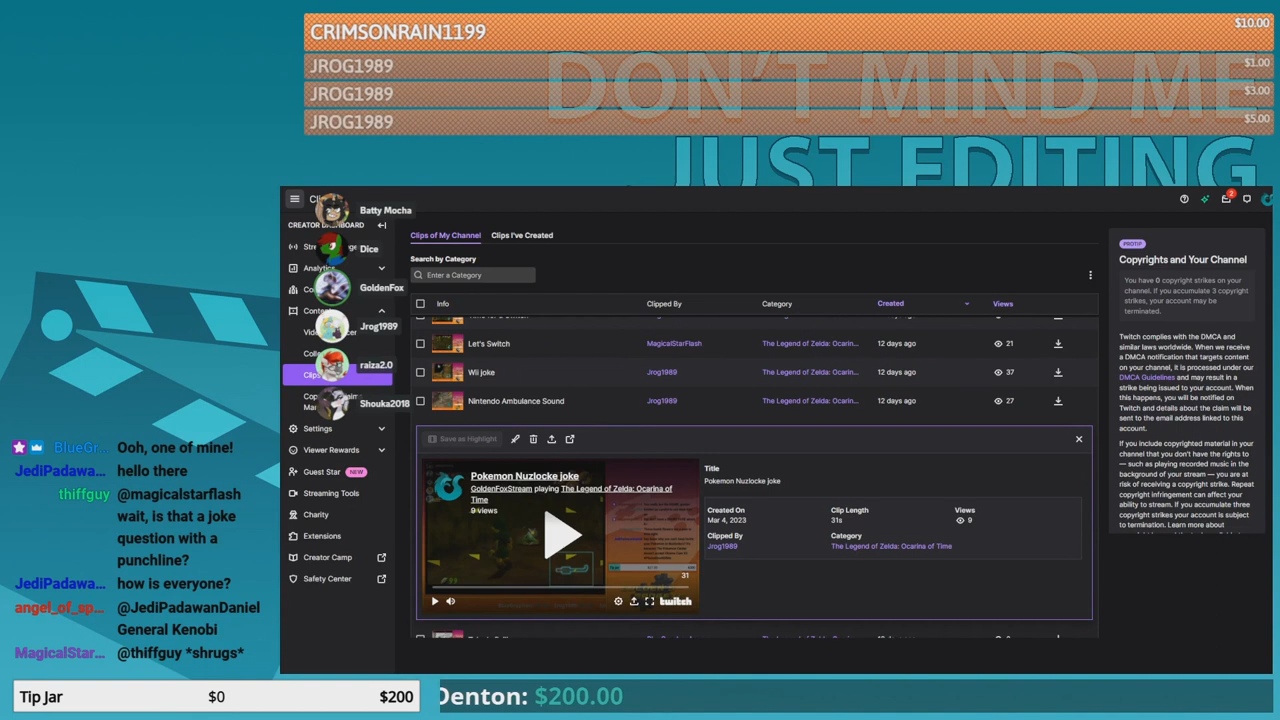 CRIMSONRAIN1199 $10.00
JROG1989 $1.00
JROG1989 $3.00
JROG1989 $5.00
DON'T MIND ME
JUST EDITING
Batty Mocha
CREATOR DASHBOARD
Dice
Analytics
GoldenFox
Jrog1989
raiza2.0
Clips
Shouka2018
Settings
Viewer Rewards
Guest Star NEW
Streaming Tools
Charity
Extensions
Creator Camp
Safety Center
Clips of My Channel Clips I've Created
Search by Category
Enter a Category
Info Clipped By Category Created Views
Let's Switch MagicalStarFlash The Legend of Zelda: Ocarin... 12 days ago 21
Wii joke Jrog1989 The Legend of Zelda: Ocarin... 12 days ago 37
Nintendo Ambulance Sound Jrog1989 The Legend of Zelda: Ocarin... 12 days ago 27
Save as Highlight
Pokemon Nuzlocke joke
GoldenFoxStream playing The Legend of Zelda: Ocarina of
Time
9 views
31
twitch
Title
Pokemon Nuzlocke joke
Created On Clip Length Views
Mar 4, 2023 31s 9
Clipped By Category
Jrog1989 The Legend of Zelda: Ocarina of Time
2
PROTIP
Copyrights and Your Channel
You have 0 copyright strikes on your
channel. If you accumulate 3 copyright
strikes, your account may be
terminated.
Twitch complies with the DMCA and
similar laws worldwide. When we receive
a DMCA notification that targets content
on your channel, it is processed under our
DMCA Guidelines and may result in a
strike being issued to your account. When
this happens, you will be notified on
Twitch and details about the claim will be
sent to the email address linked to this
account.
If you include copyrighted material in your
channel that you don't have the rights to
— such as playing recorded music in the
background of your stream — you are at
risk of receiving a copyright strike. Repeat
copyright infringement can affect your
ability to stream. If you accumulate three
copyright strikes your account is subject
to termination. Learn more about
BlueGr... Ooh, one of mine!
JediPadawa... hello there
thiffguy @magicalstarflash
wait, is that a joke
question with a
punchline?
JediPadawa... how is everyone?
angel_of_sp... @JediPadawanDaniel
General Kenobi
MagicalStar... @thiffguy *shrugs*
Tip Jar $0 $200
Denton: $200.00